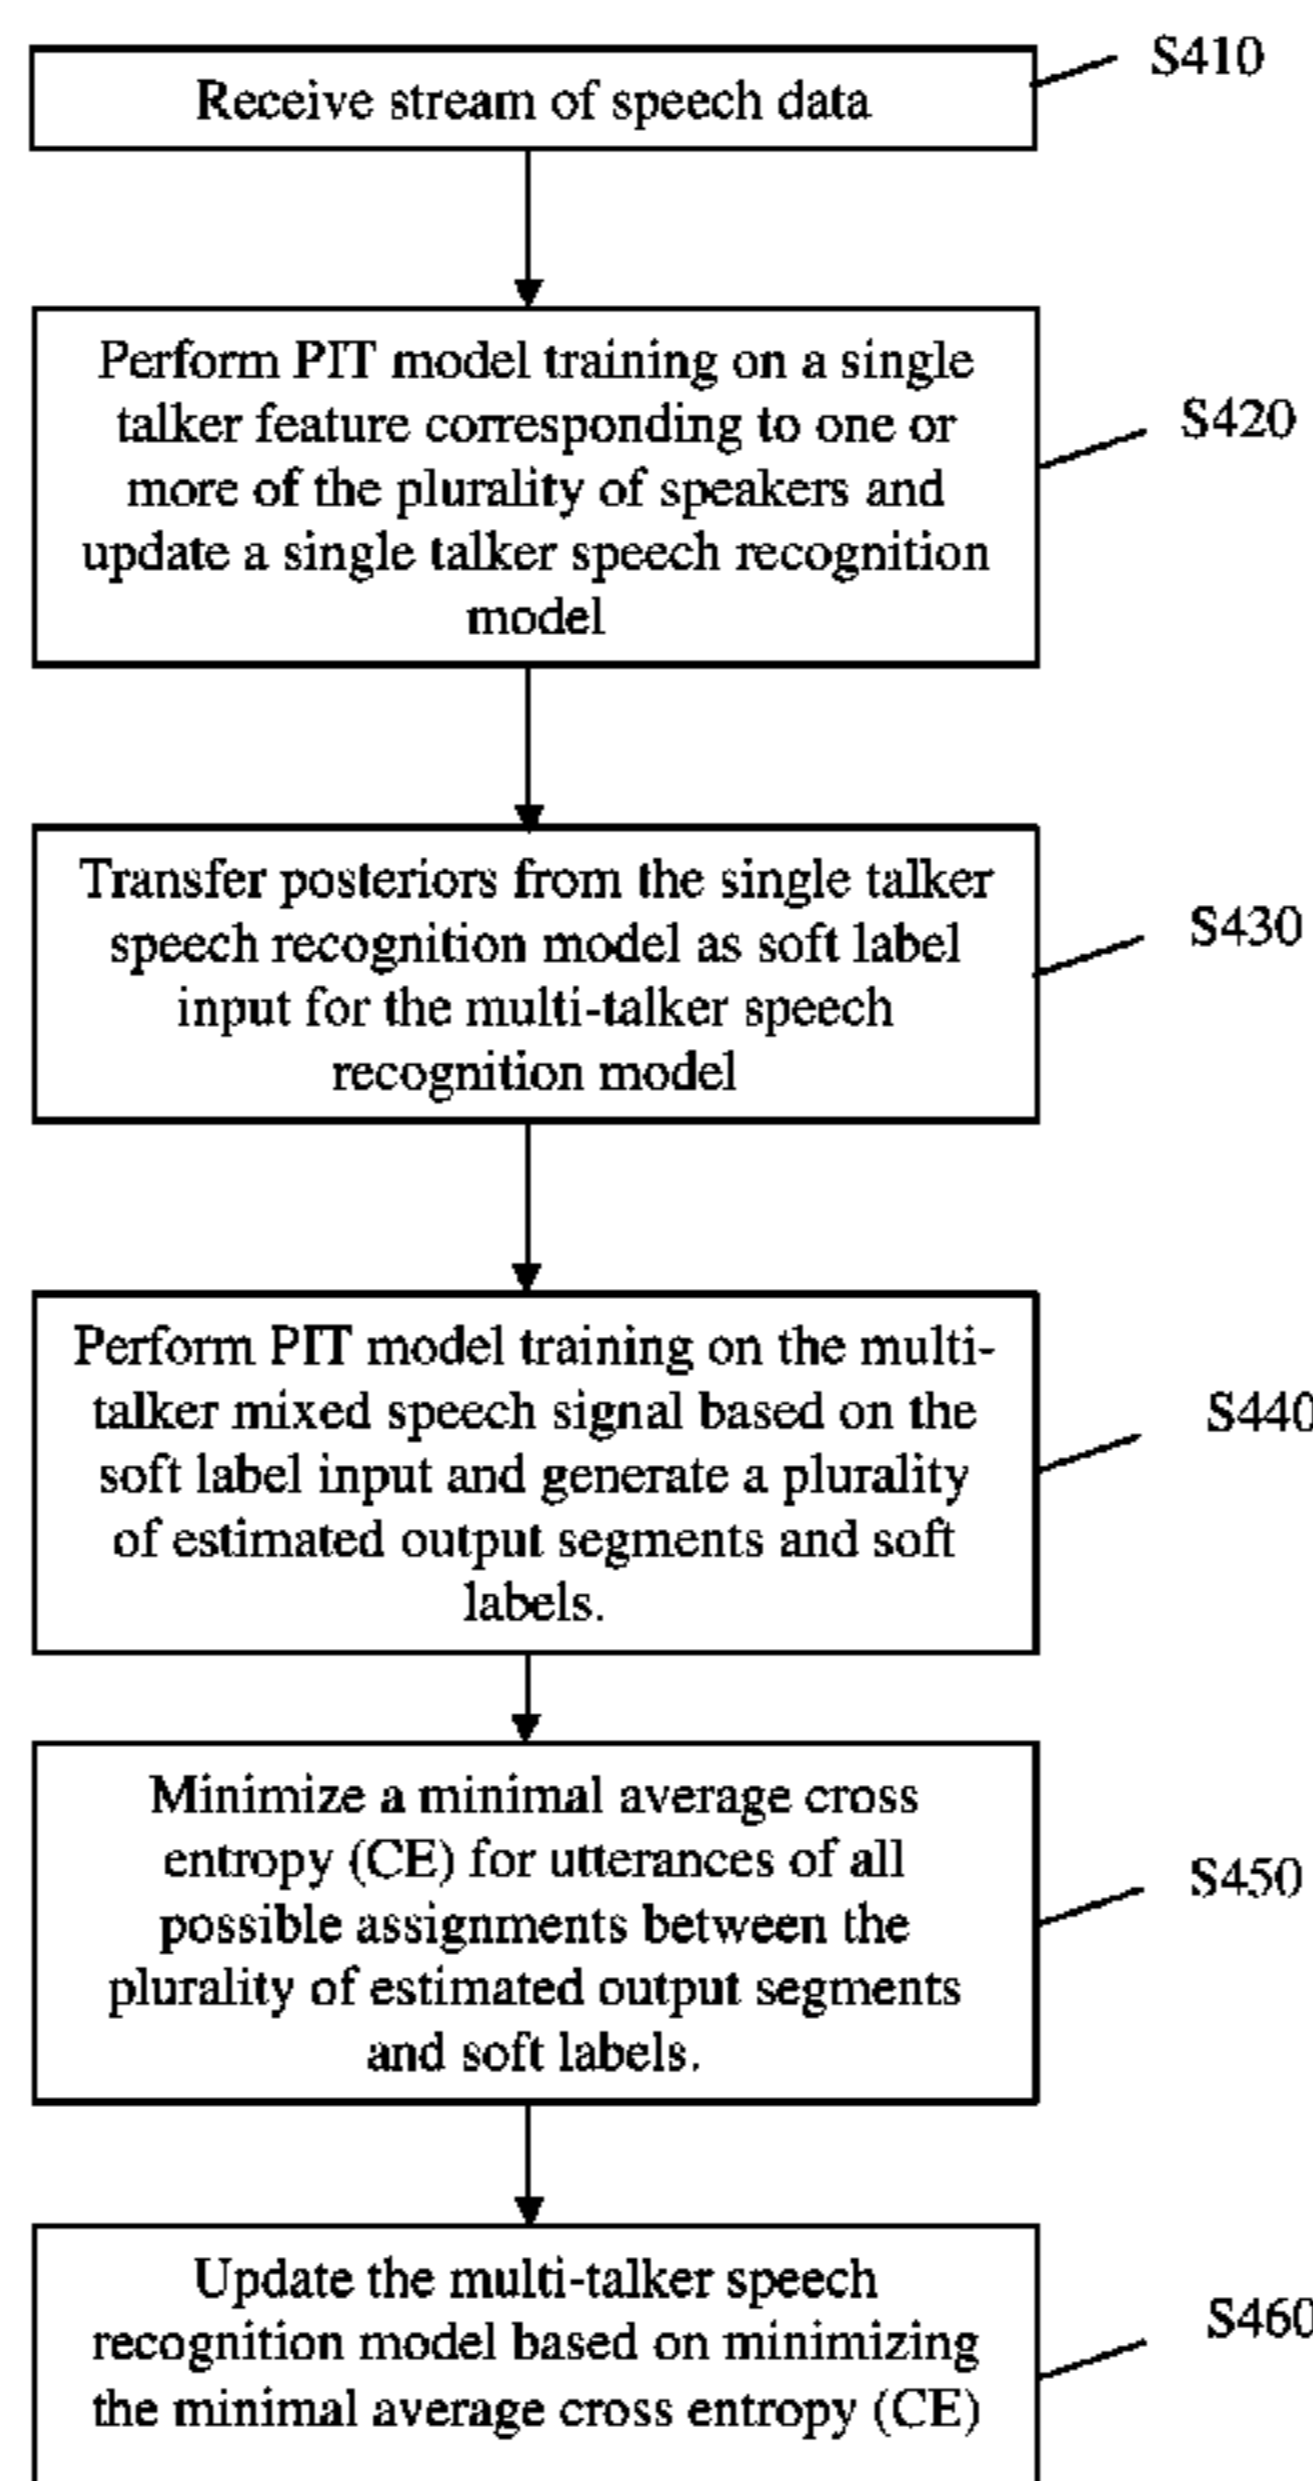 S410
Receive stream of speech data
Perform PIT model training on a single
talker feature corresponding to one or
more of the plurality of speakers and
update a single talker speech recognition
model
S420
Transfer posteriors from the single talker
speech recognition model as soft label
input for the multi-talker speech
recognition model
S430
Perform PIT model training on the multi-
talker mixed speech signal based on the
soft label input and generate a plurality
of estimated output segments and soft
labels.
S440
Minimize a minimal average cross
entropy (CE) for utterances of all
possible assignments between the
plurality of estimated output segments
and soft labels.
S450
Update the multi-talker speech
recognition model based on minimizing
the minimal average cross entropy (CE)
S460